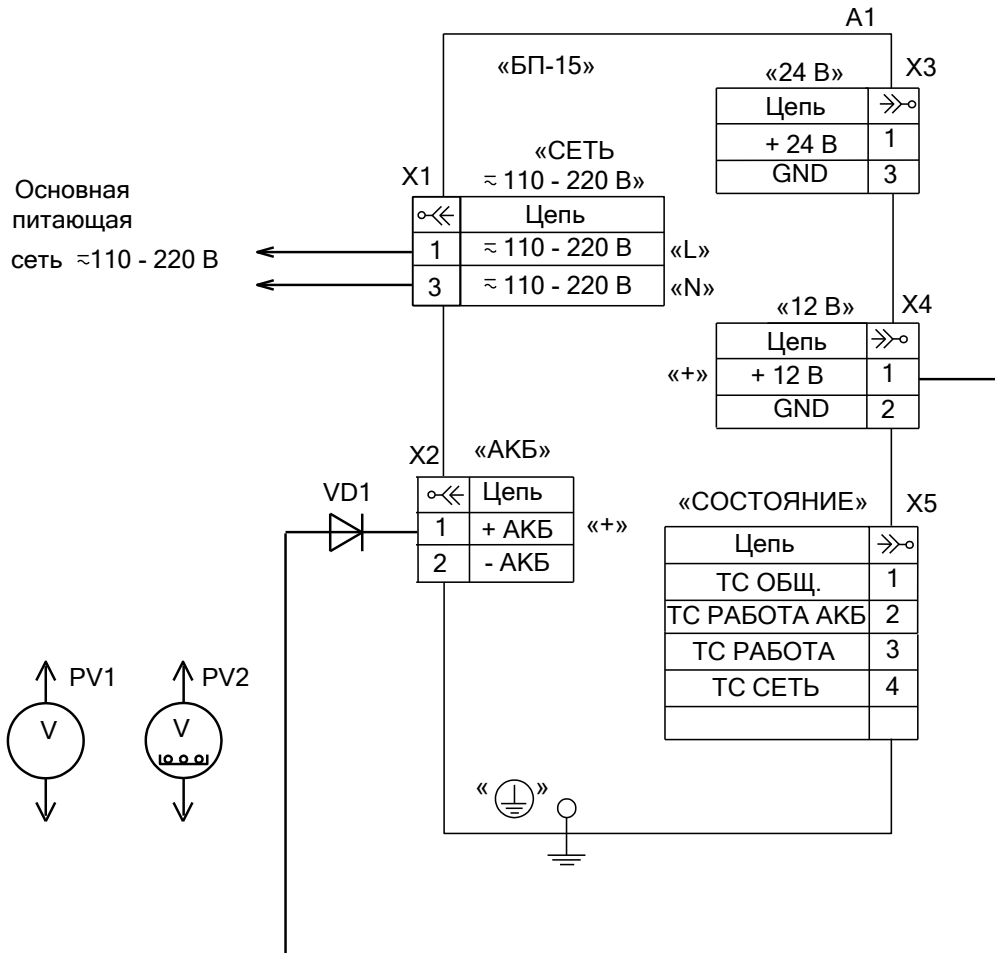 A1
«БП-15»
«24 В»
X3
Цепь
+ 24 В
1
GND
3
«СЕТЬ
≂ 110 - 220 В»
X1
Цепь
1
≂ 110 - 220 В
«L»
3
≂ 110 - 220 В
«N»
Основная
питающая
сеть ≂110 - 220 В
«12 В»
X4
Цепь
«+»
+ 12 В
1
GND
2
X2
«АКБ»
Цепь
1
+ АКБ
«+»
2
- АКБ
VD1
«СОСТОЯНИЕ»
X5
Цепь
ТС ОБЩ.
1
ТС РАБОТА АКБ
2
ТС РАБОТА
3
ТС СЕТЬ
4
PV1
V
PV2
V
« »